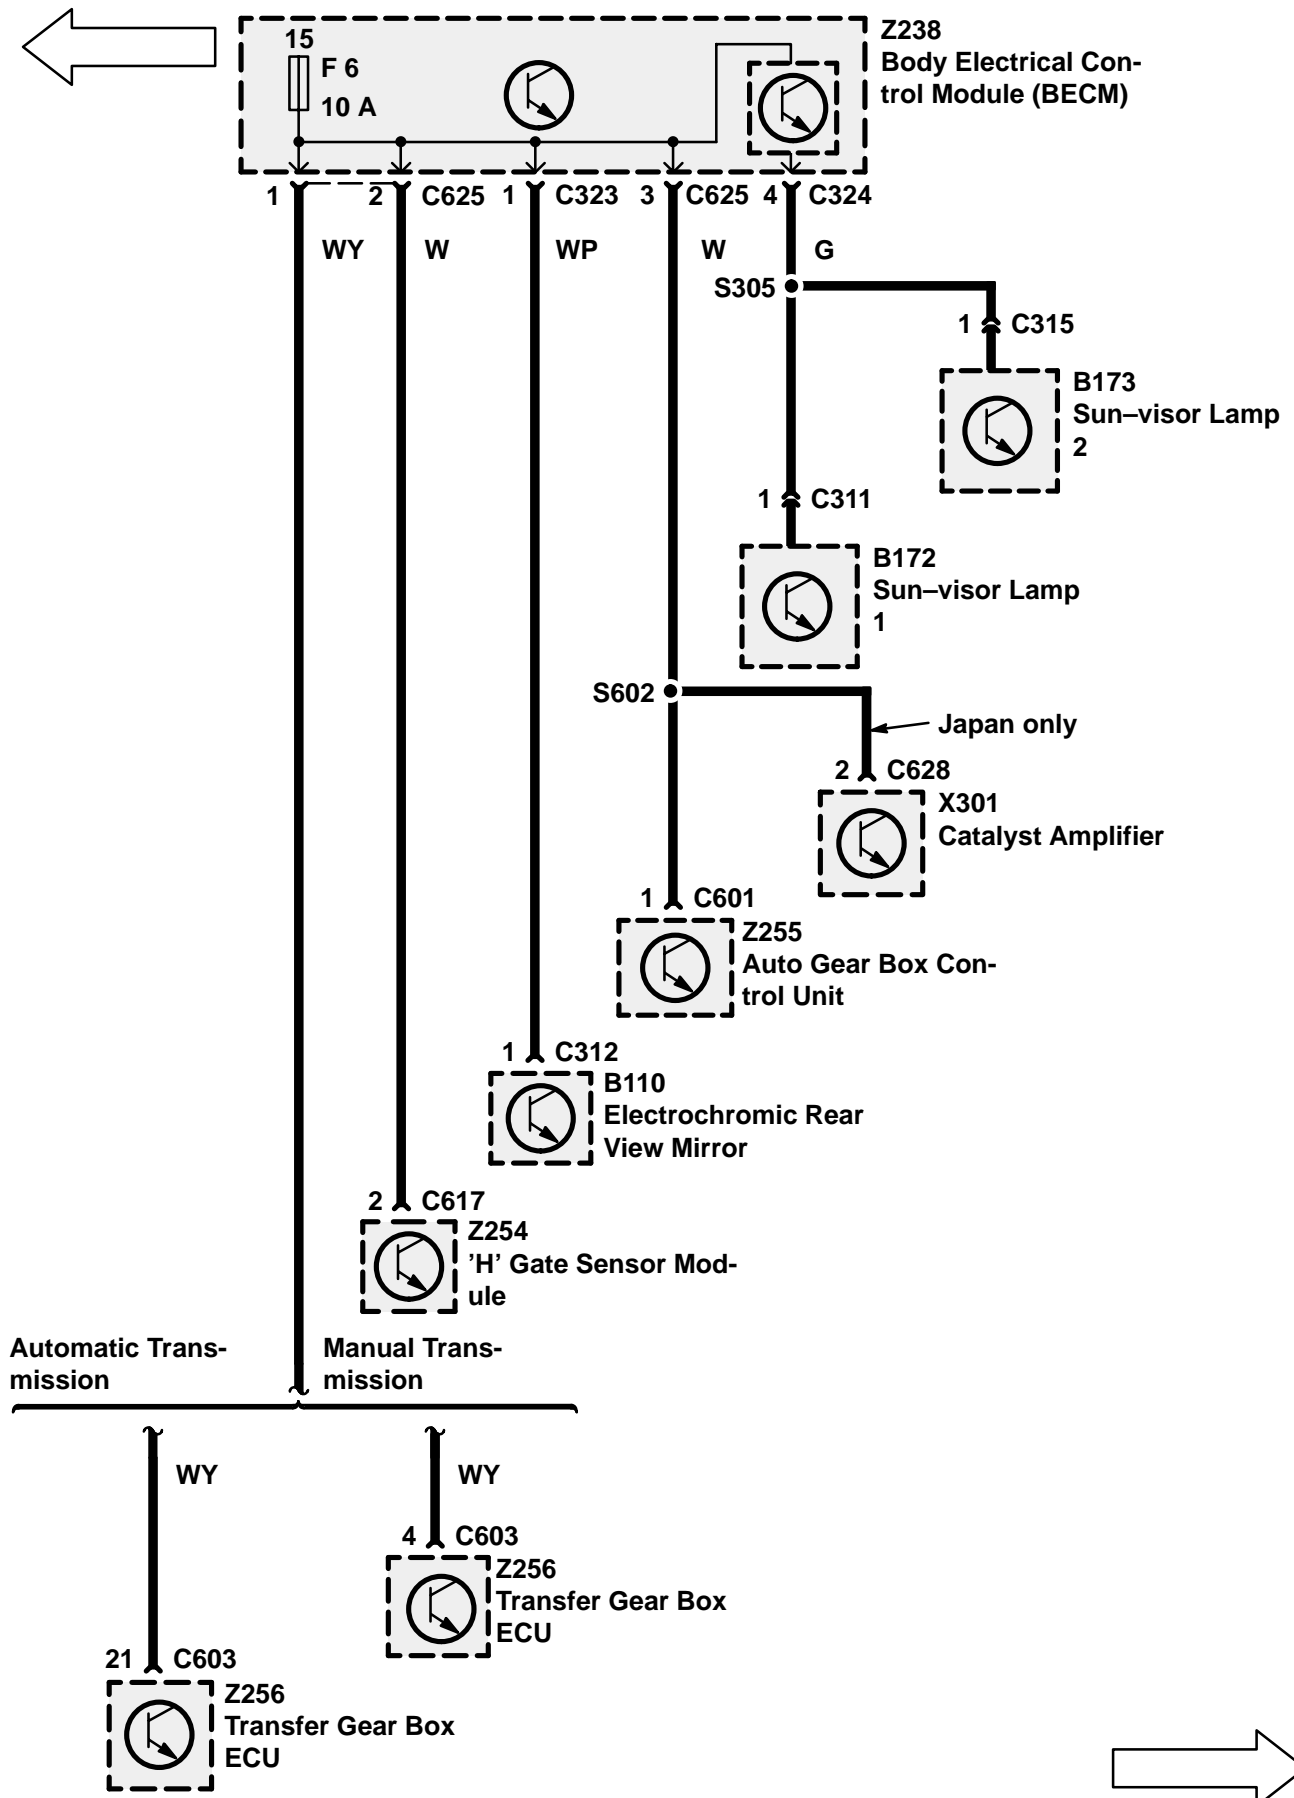 15
F 6
10 A
Z238
Body Electrical Con-
trol Module (BECM)
1 2 C625 1 C323 3 C625 4 C324
WY W WP W G
S305
1 C315
B173
Sun–visor Lamp
2
1 C311
B172
Sun–visor Lamp
1
S602
Japan only
2 C628
X301
Catalyst Amplifier
1 C601
Z255
Auto Gear Box Con-
trol Unit
1 C312
B110
Electrochromic Rear
View Mirror
2 C617
Z254
’H’ Gate Sensor Mod-
ule
Automatic Trans-
mission
Manual Trans-
mission
WY WY
4 C603
Z256
Transfer Gear Box
ECU
21 C603
Z256
Transfer Gear Box
ECU